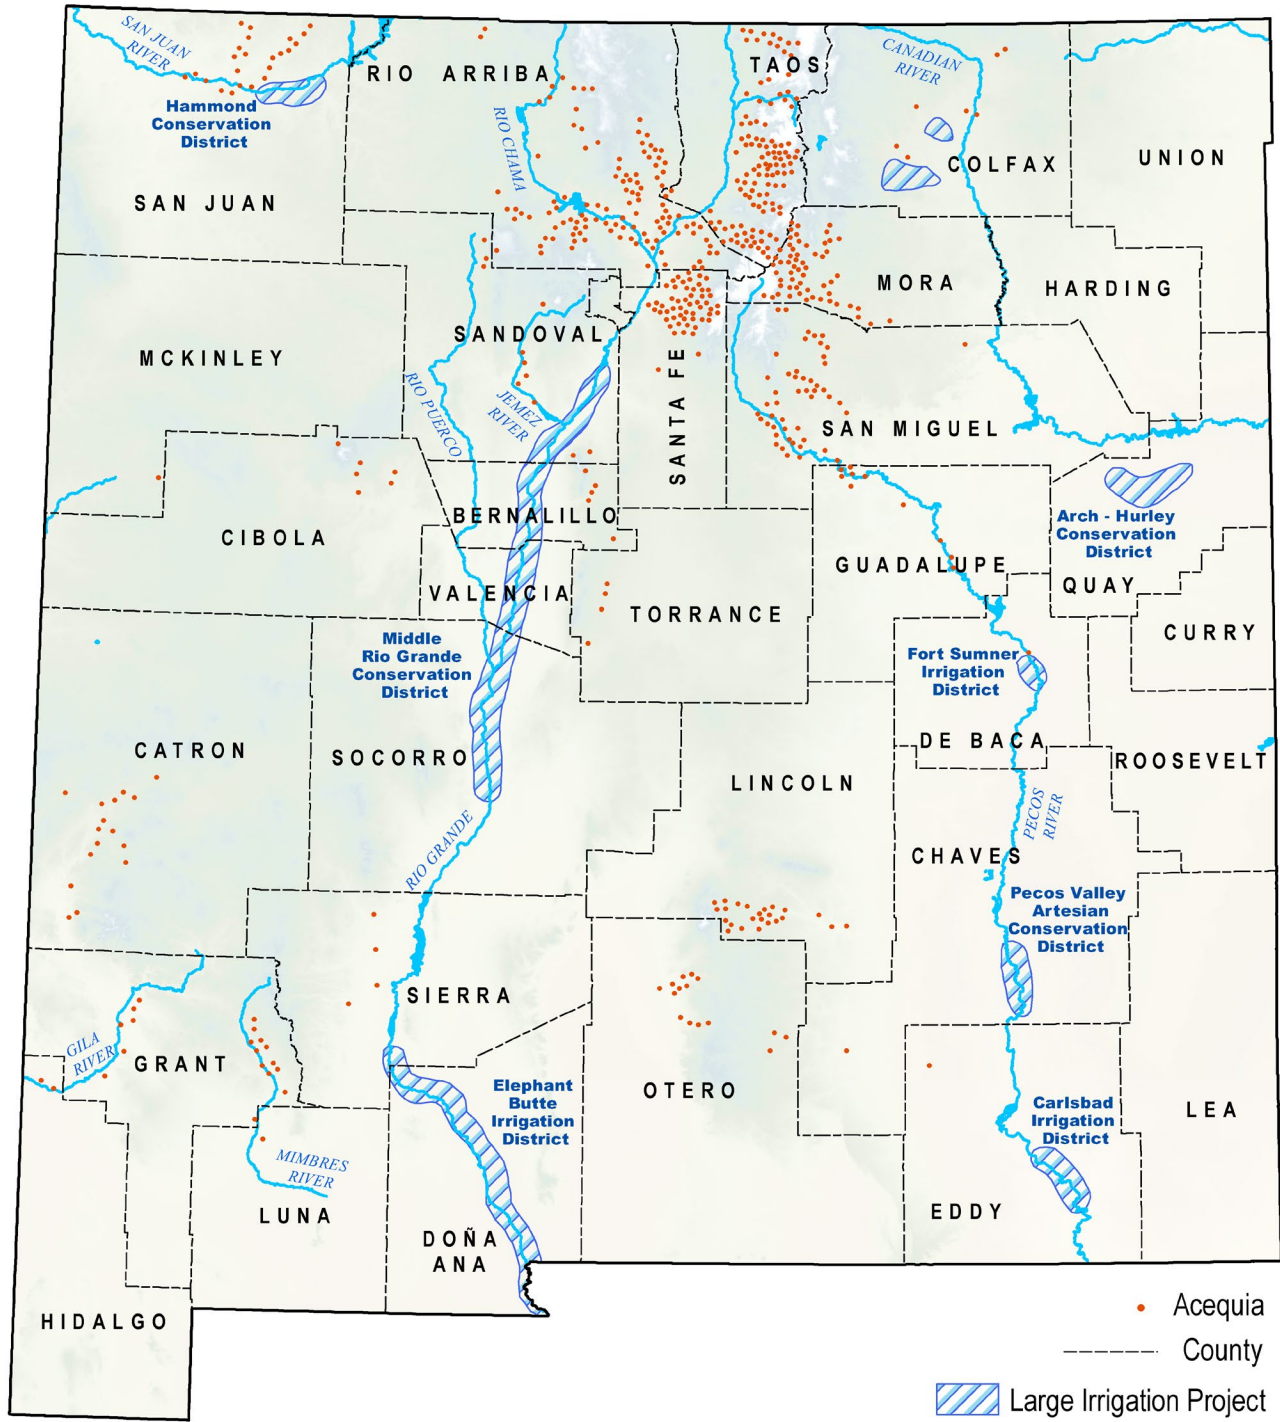 SAN JUAN
RIVER
RIO ARRIBA
TAOS
CANADIAN
RIVER
Hammond
Conservation
District
RIO CHAMA
COLFAX
UNION
SAN JUAN
MORA
HARDING
SANDOVAL
MCKINLEY
SANTA FE
RIO PUERCO
JEMEZ
RIVER
SAN MIGUEL
BERNALILLO
Arch - Hurley
Conservation
District
CIBOLA
GUADALUPE
QUAY
VALENCIA
TORRANCE
CURRY
Middle
Rio Grande
Conservation
District
Fort Sumner
Irrigation
District
CATRON
SOCORRO
DE BACA
ROOSEVELT
LINCOLN
PECOS
RIVER
RIO GRANDE
CHAVES
Pecos Valley
Artesian
Conservation
District
SIERRA
GILA
RIVER
GRANT
OTERO
Elephant
Butte
Irrigation
District
Carlsbad
Irrigation
District
LEA
MIMBRES
RIVER
LUNA
EDDY
DOÑA
ANA
HIDALGO
Acequia
County
Large Irrigation Project